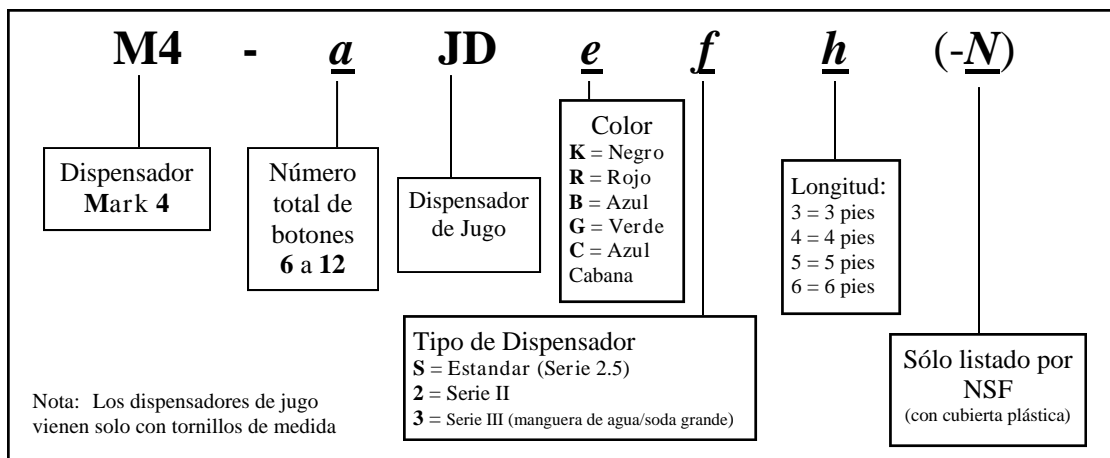 M4 - a JD e f h (-N)
Dispensador
Mark 4
Número
total de
botones
6 a 12
Dispensador
de Jugo
Color
K = Negro
R = Rojo
B = Azul
G = Verde
C = Azul
Cabana
Tipo de Dispensador
S = Estandar (Serie 2.5)
2 = Serie II
3 = Serie III (manguera de agua/soda grande)
Longitud:
3 = 3 pies
4 = 4 pies
5 = 5 pies
6 = 6 pies
Sólo listado por
NSF
(con cubierta plástica)
Nota: Los dispensadores de jugo
vienen solo con tornillos de medida